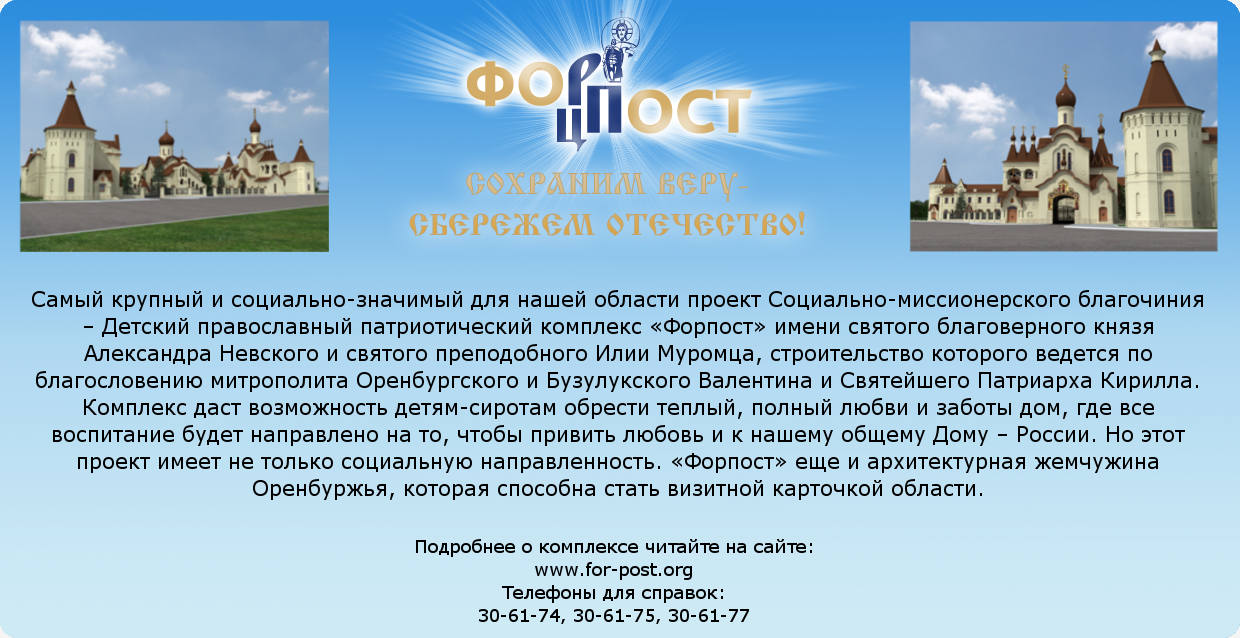 ФОРПОСТ
РПЦ
СОХРАНИМ ВЕРУ-
СБЕРЕЖЕМ ОТЕЧЕСТВО!
Самый крупный и социально-значимый для нашей области проект Социально-миссионерского благочиния
– Детский православный патриотический комплекс «Форпост» имени святого благоверного князя
Александра Невского и святого преподобного Илии Муромца, строительство которого ведется по
благословению митрополита Оренбургского и Бузулукского Валентина и Святейшего Патриарха Кирилла.
Комплекс даст возможность детям-сиротам обрести теплый, полный любви и заботы дом, где все
воспитание будет направлено на то, чтобы привить любовь и к нашему общему Дому – России. Но этот
проект имеет не только социальную направленность. «Форпост» еще и архитектурная жемчужина
Оренбуржья, которая способна стать визитной карточкой области.
Подробнее о комплексе читайте на сайте:
www.for-post.org
Телефоны для справок:
30-61-74, 30-61-75, 30-61-77